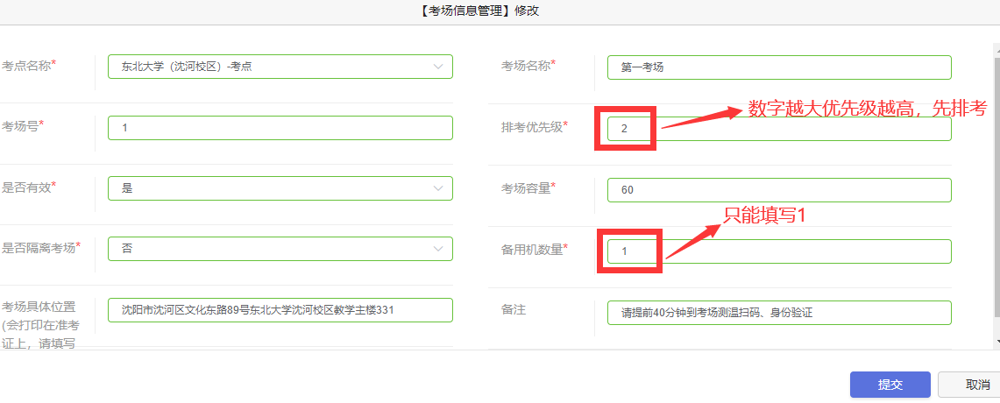 【考场信息管理】修改
考点名称*
东北大学（沈河校区）-考点
考场名称*
第一考场
数字越大优先级越高，先排考
考场号*
1
排考优先级*
2
是否有效*
是
考场容量*
60
只能填写1
是否隔离考场*
否
备用机数量*
1
考场具体位置
(会打印在准考
证上，请填写
沈阳市沈河区文化东路89号东北大学沈河校区教学主楼331
备注
请提前40分钟到考场测温扫码、身份验证
提交
取消